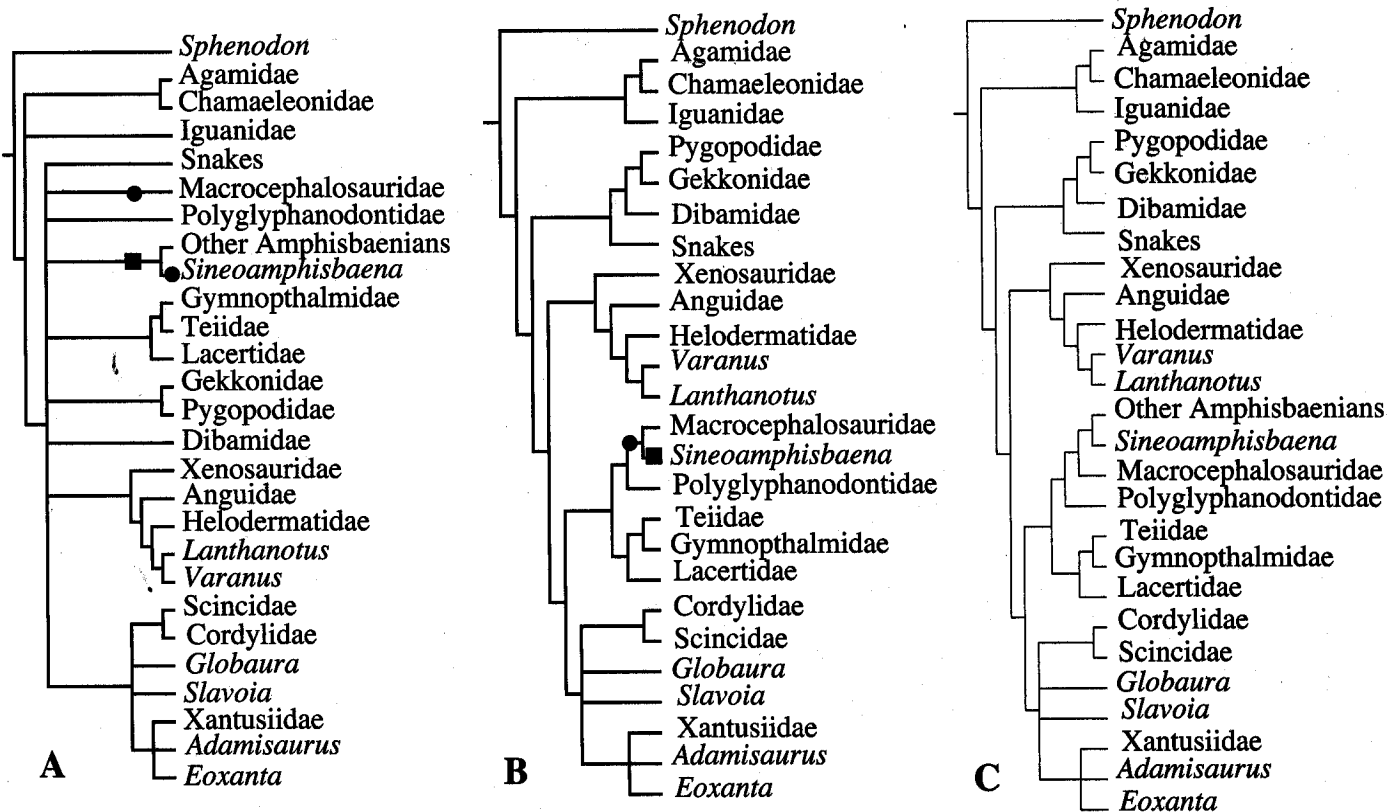 Sphenodon
Agamidae
Chamaeleonidae
Iguanidae
Snakes
Macrocephalosauridae
Polyglyphanodontidae
Other Amphisbaenians
Sineoamphisbaena
Gymnopthalmidae
Teiidae
Lacertidae
Gekkonidae
Pygopodidae
Dibamidae
Xenosauridae
Anguidae
Helodermatidae
Lanthanotus
Varanus
Scincidae
Cordylidae
Globaura
Slavoia
Xantusiidae
Adamisaurus
Eoxanta
A
Sphenodon
Agamidae
Chamaeleonidae
Iguanidae
Pygopodidae
Gekkonidae
Dibamidae
Snakes
Xenosauridae
Anguidae
Helodermatidae
Varanus
Lanthanotus
Macrocephalosauridae
Sineoamphisbaena
Polyglyphanodontidae
Teiidae
Gymnopthalmidae
Lacertidae
Cordylidae
Scincidae
Globaura
Slavoia
Xantusiidae
Adamisaurus
Eoxanta
B
Sphenodon
Agamidae
Chamaeleonidae
Iguanidae
Pygopodidae
Gekkonidae
Dibamidae
Snakes
Xenosauridae
Anguidae
Helodermatidae
Varanus
Lanthanotus
Other Amphisbaenians
Sineoamphisbaena
Macrocephalosauridae
Polyglyphanodontidae
Teiidae
Gymnopthalmidae
Lacertidae
Cordylidae
Scincidae
Globaura
Slavoia
Xantusiidae
Adamisaurus
Eoxanta
C